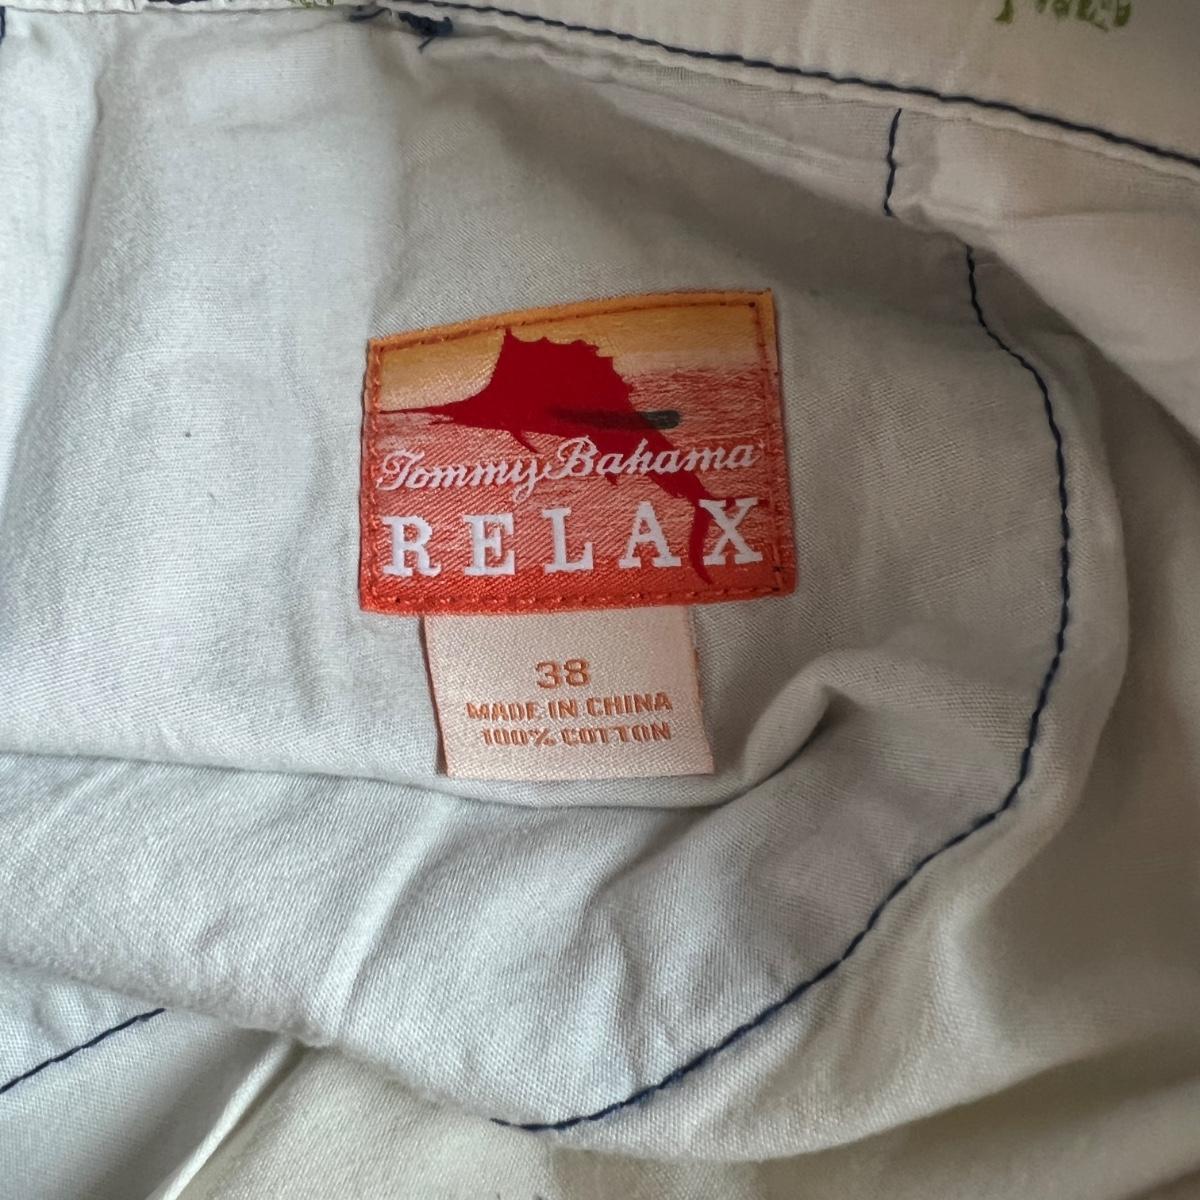 Tommy Bahama
RELAX
38
MADE IN CHINA
100% COTTON